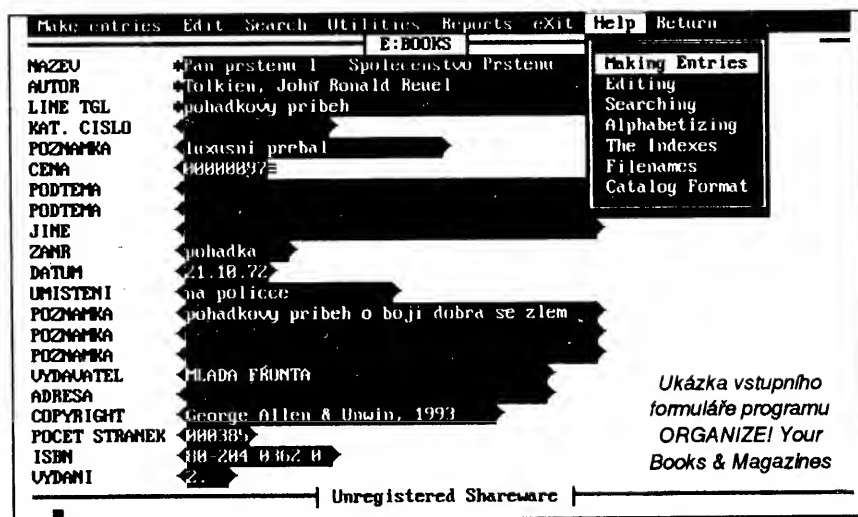 Make entries Edit Search Utilities Reports eXit Help Return
E:BOOKS
NAZEV *Pan prstenu 1 Spolecenstvo Prstenu
AUTOR *Tolkien, John Ronald Reuel
LINE TGL *pohadkovy pribeh
KAT. CISLO
POZNAMKA luxusni prebal
CENA 00000097
PODTEMA
PODTEMA
JINE
ZANR pohadka
DATUM 21.10.72
UMISTENI na policce
POZNAMKA pohadkovy pribeh o boji dobra se zlem
POZNAMKA
POZNAMKA
VYDAVATEL MLADA FRUNTA
ADRESA
COPYRIGHT George Allen & Unwin, 1993
POCET STRANEK 000385
ISBN 80-204 0362 0
VYDANI 2.
Making Entries
Editing
Searching
Alphabetizing
The Indexes
Filenames
Catalog Format
Ukázka vstupního
formuláře programu
ORGANIZE! Your
Books & Magazines
Unregistered Shareware